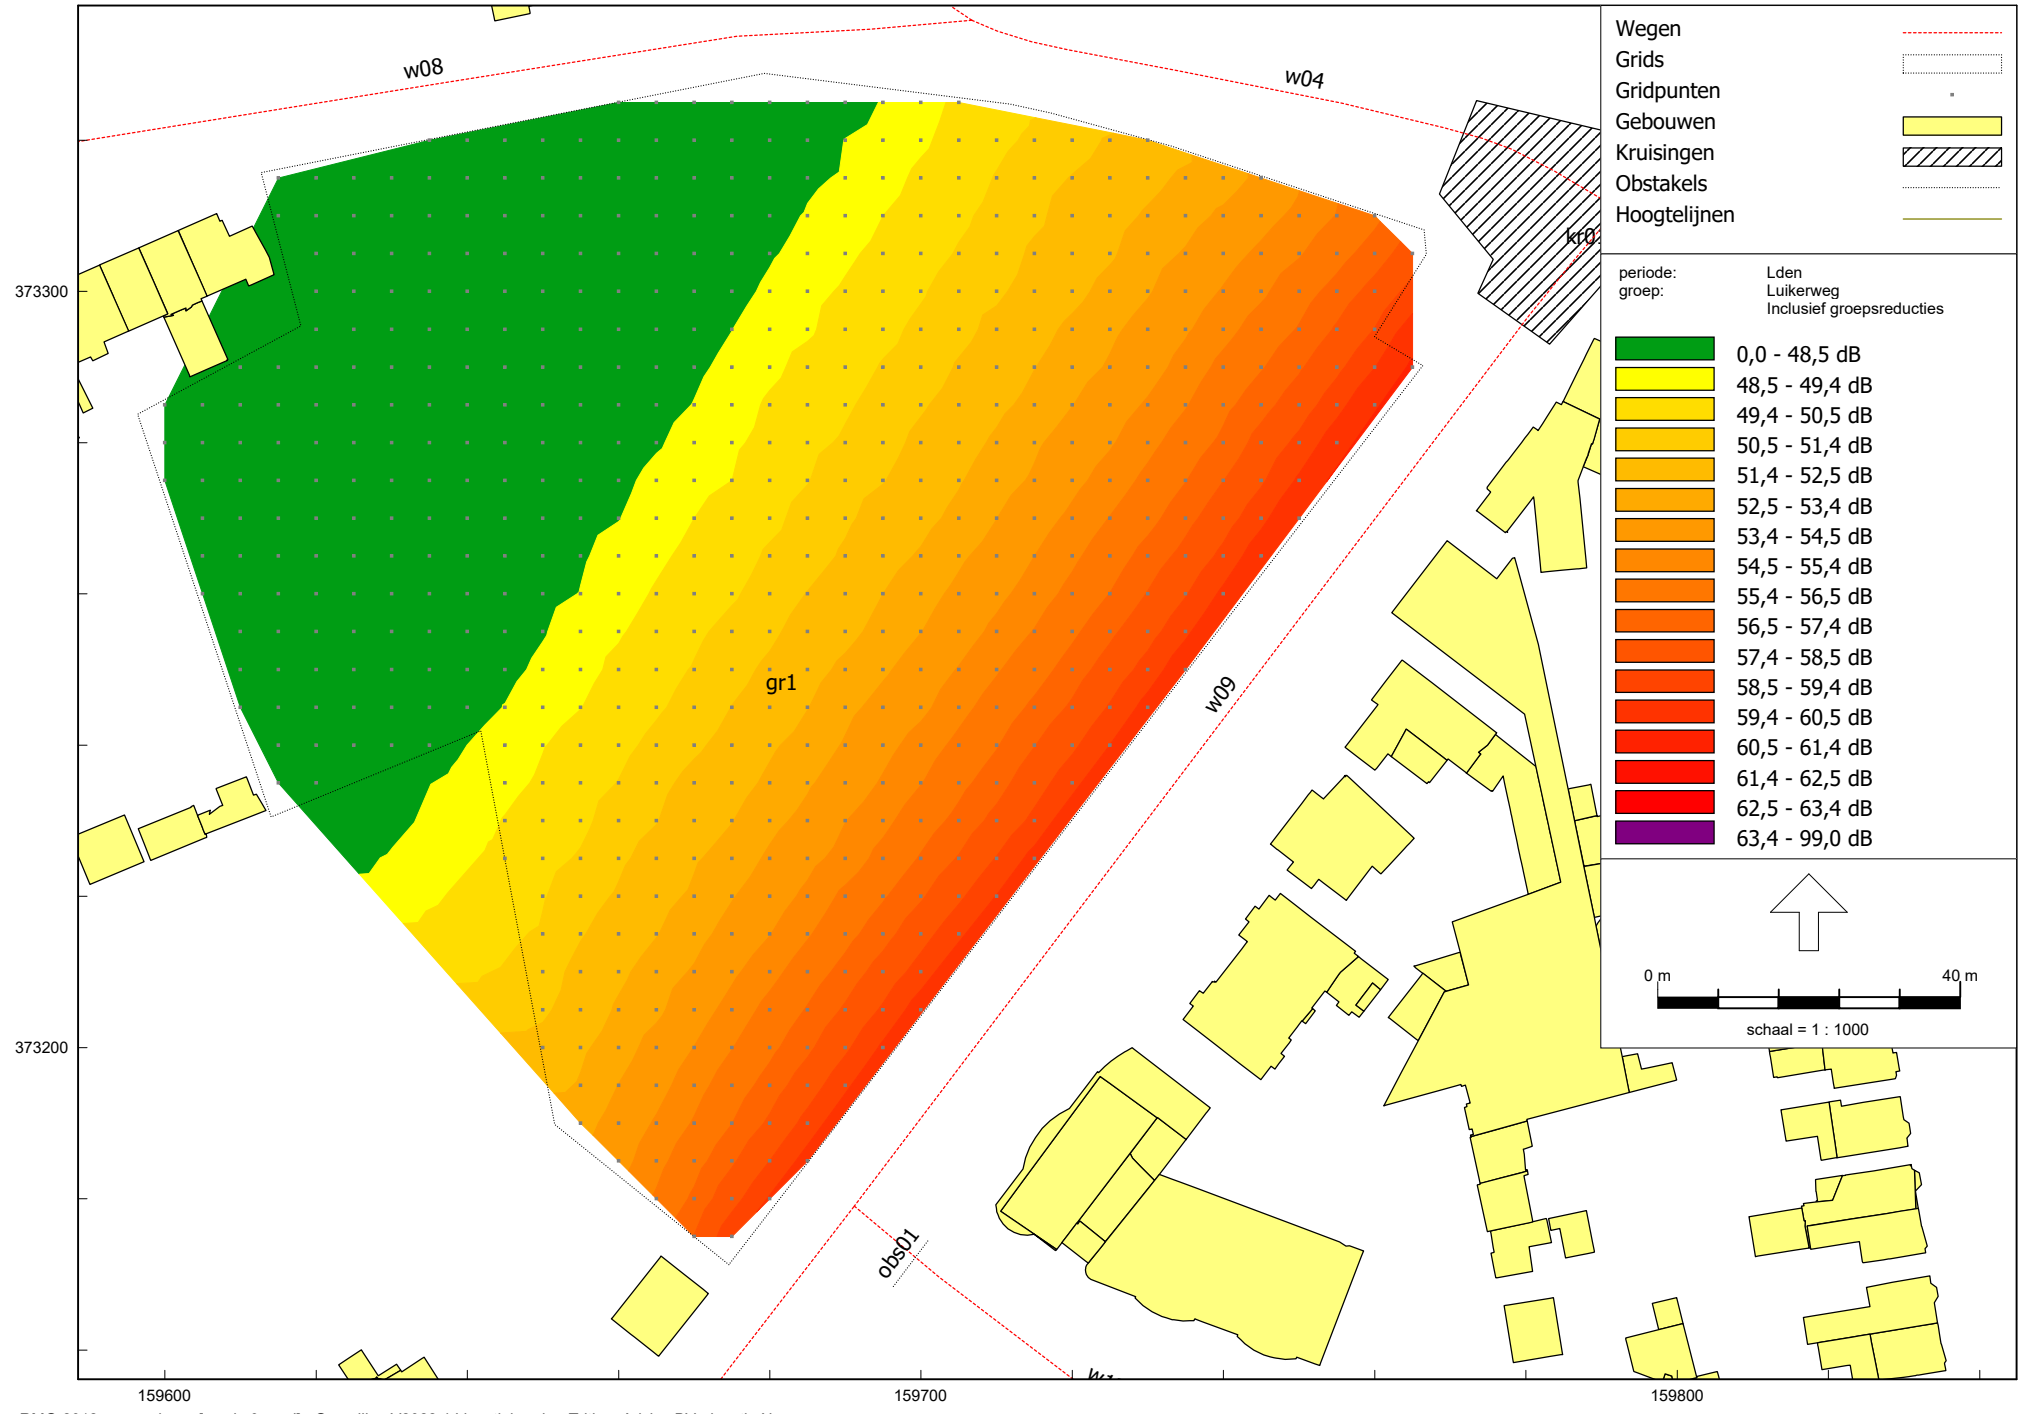 Wegen
Grids
Gridpunten
Gebouwen
Kruisingen
Obstakels
Hoogtelijnen
periode: Lden
groep: Luikerweg
Inclusief groepsreducties
0,0 - 48,5 dB
48,5 - 49,4 dB
49,4 - 50,5 dB
50,5 - 51,4 dB
51,4 - 52,5 dB
52,5 - 53,4 dB
53,4 - 54,5 dB
54,5 - 55,4 dB
55,4 - 56,5 dB
56,5 - 57,4 dB
57,4 - 58,5 dB
58,5 - 59,4 dB
59,4 - 60,5 dB
60,5 - 61,4 dB
61,4 - 62,5 dB
62,5 - 63,4 dB
63,4 - 99,0 dB
0 m 40 m
schaal = 1 : 1000
w08
w04
373300
gr1
w09
373200
obs01
159600 159700 159800